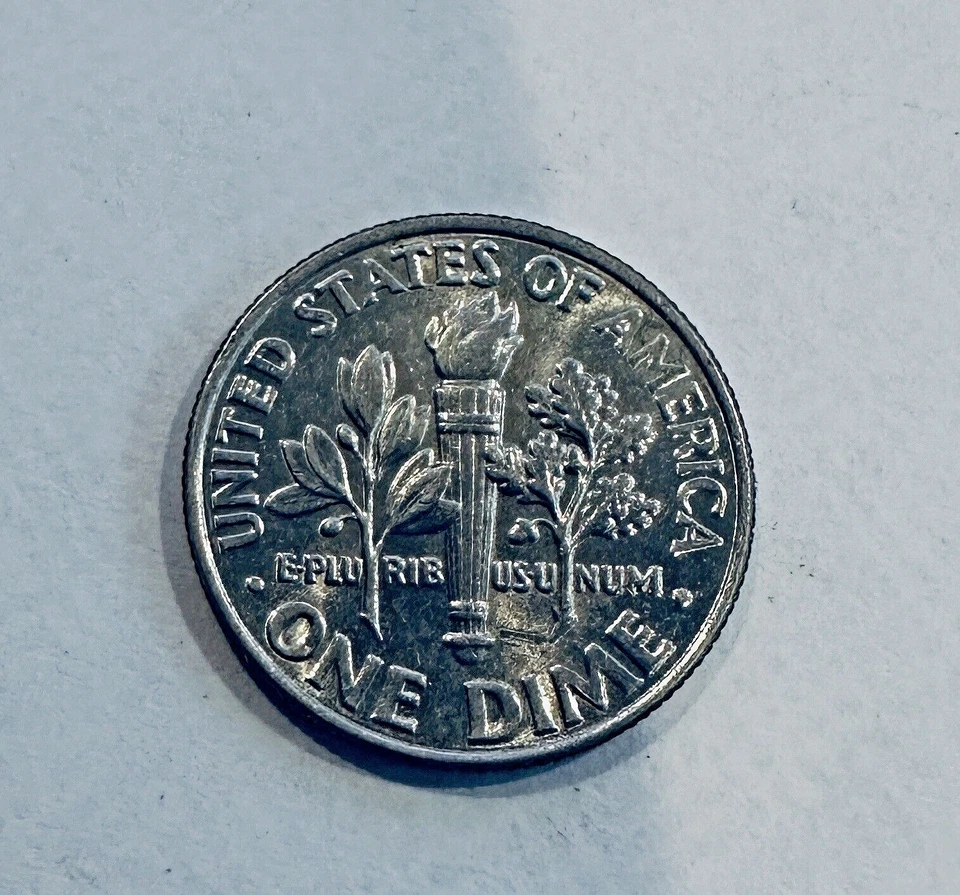 UNITED STATES OF AMERICA
E·PLU RIB US·U NUM
· ONE DIME ·